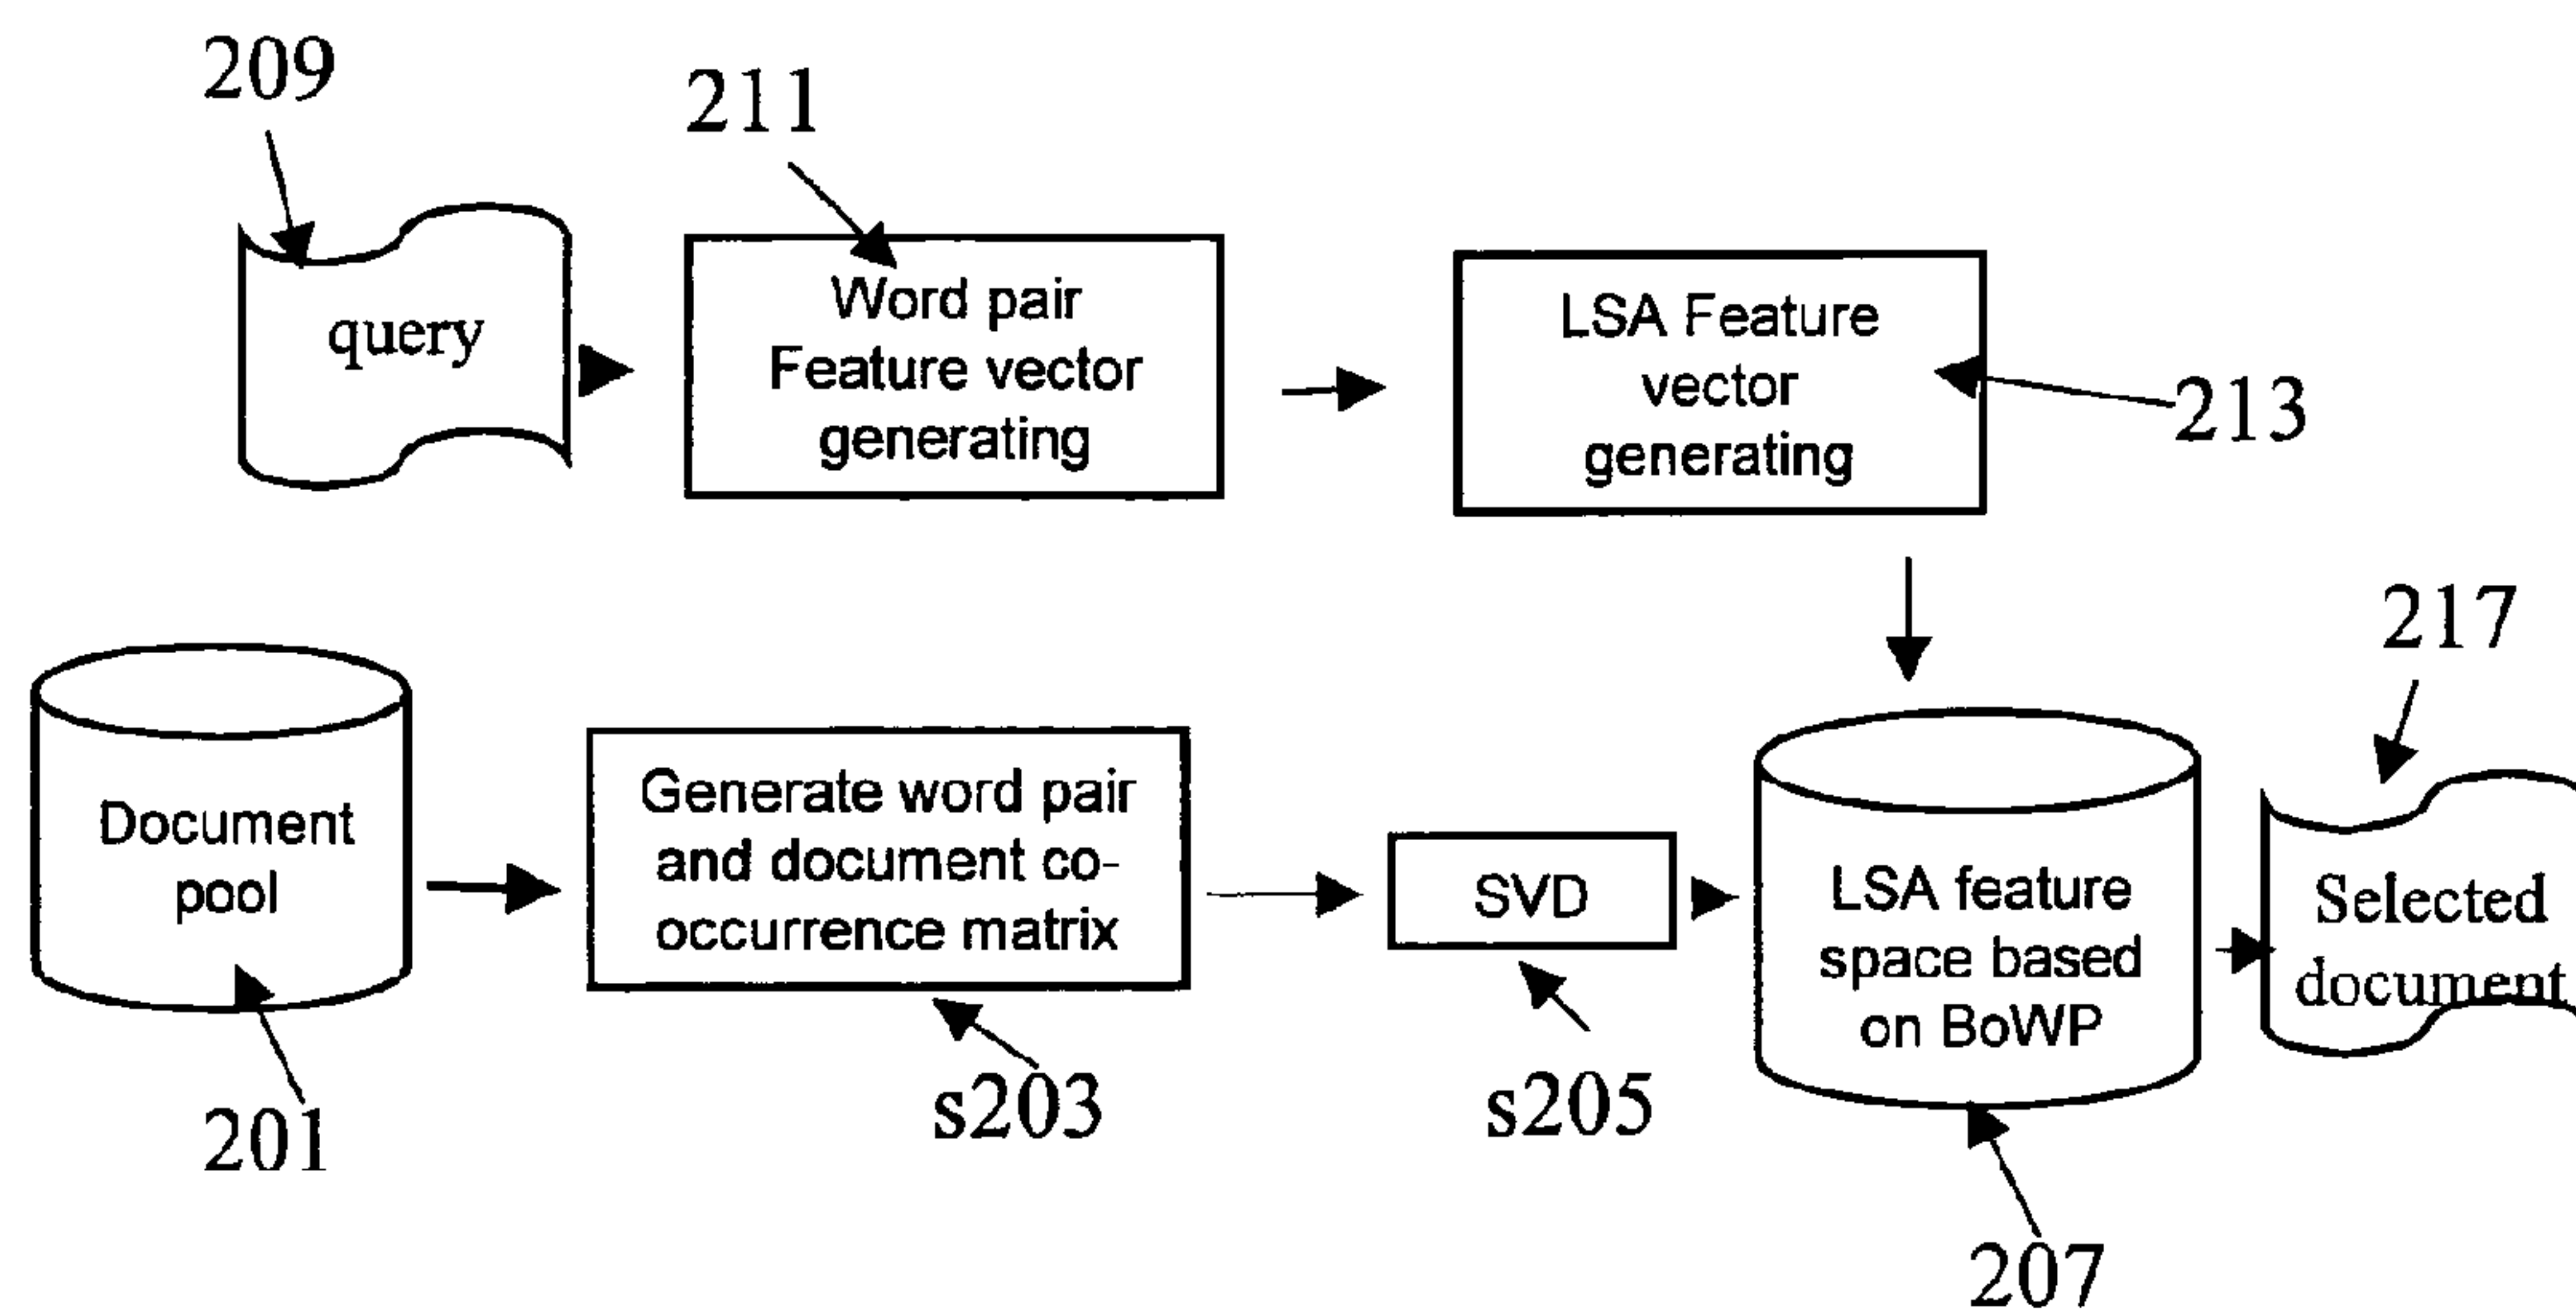 209
211
query
Word pair
Feature vector
generating
LSA Feature
vector
generating
213
217
Document
pool
Generate word pair
and document co-
occurrence matrix
SVD
LSA feature
space based
on BoWP
Selected
document
201
s203
s205
207